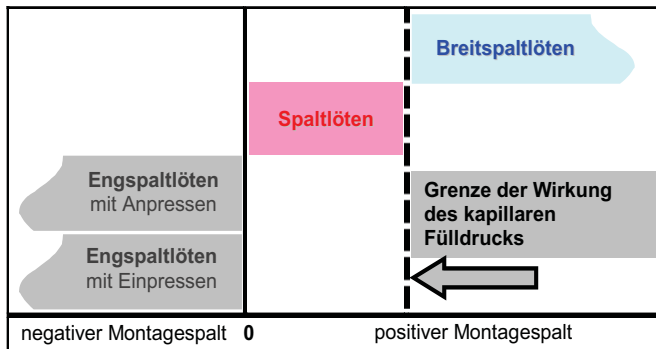 Breitspaltlöten
Spaltlöten
Engspaltlöten
mit Anpressen
Grenze der Wirkung
des kapillaren
Fülldrucks
Engspaltlöten
mit Einpressen
negativer Montagespalt 0 positiver Montagespalt